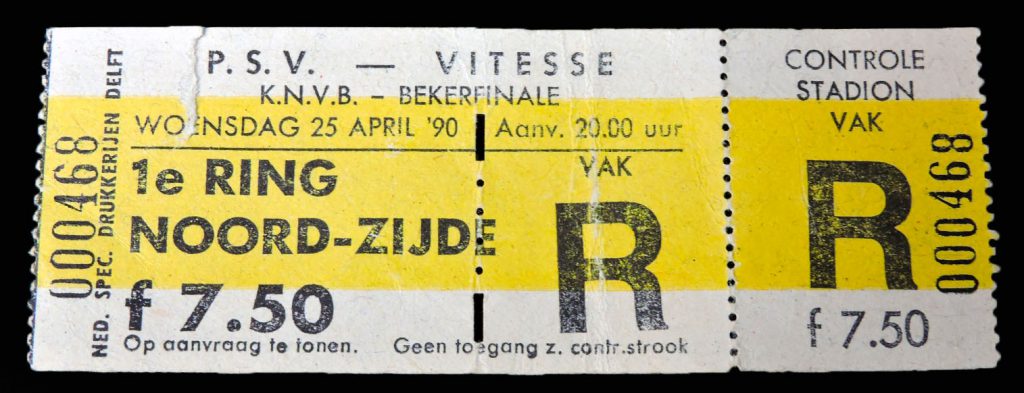 P. S. V. — VITESSE
K.N.V.B. - BEKERFINALE
WOENSDAG 25 APRIL '90 Aanv. 20.00 uur
1e RING
NOORD-ZIJDE
f 7.50
VAK
R
Op aanvraag te tonen. Geen toegang z. contr.strook
000468
NED. SPEC. DRUKKERIJEN DELFT
CONTROLE
STADION
VAK
R
f 7.50
000468